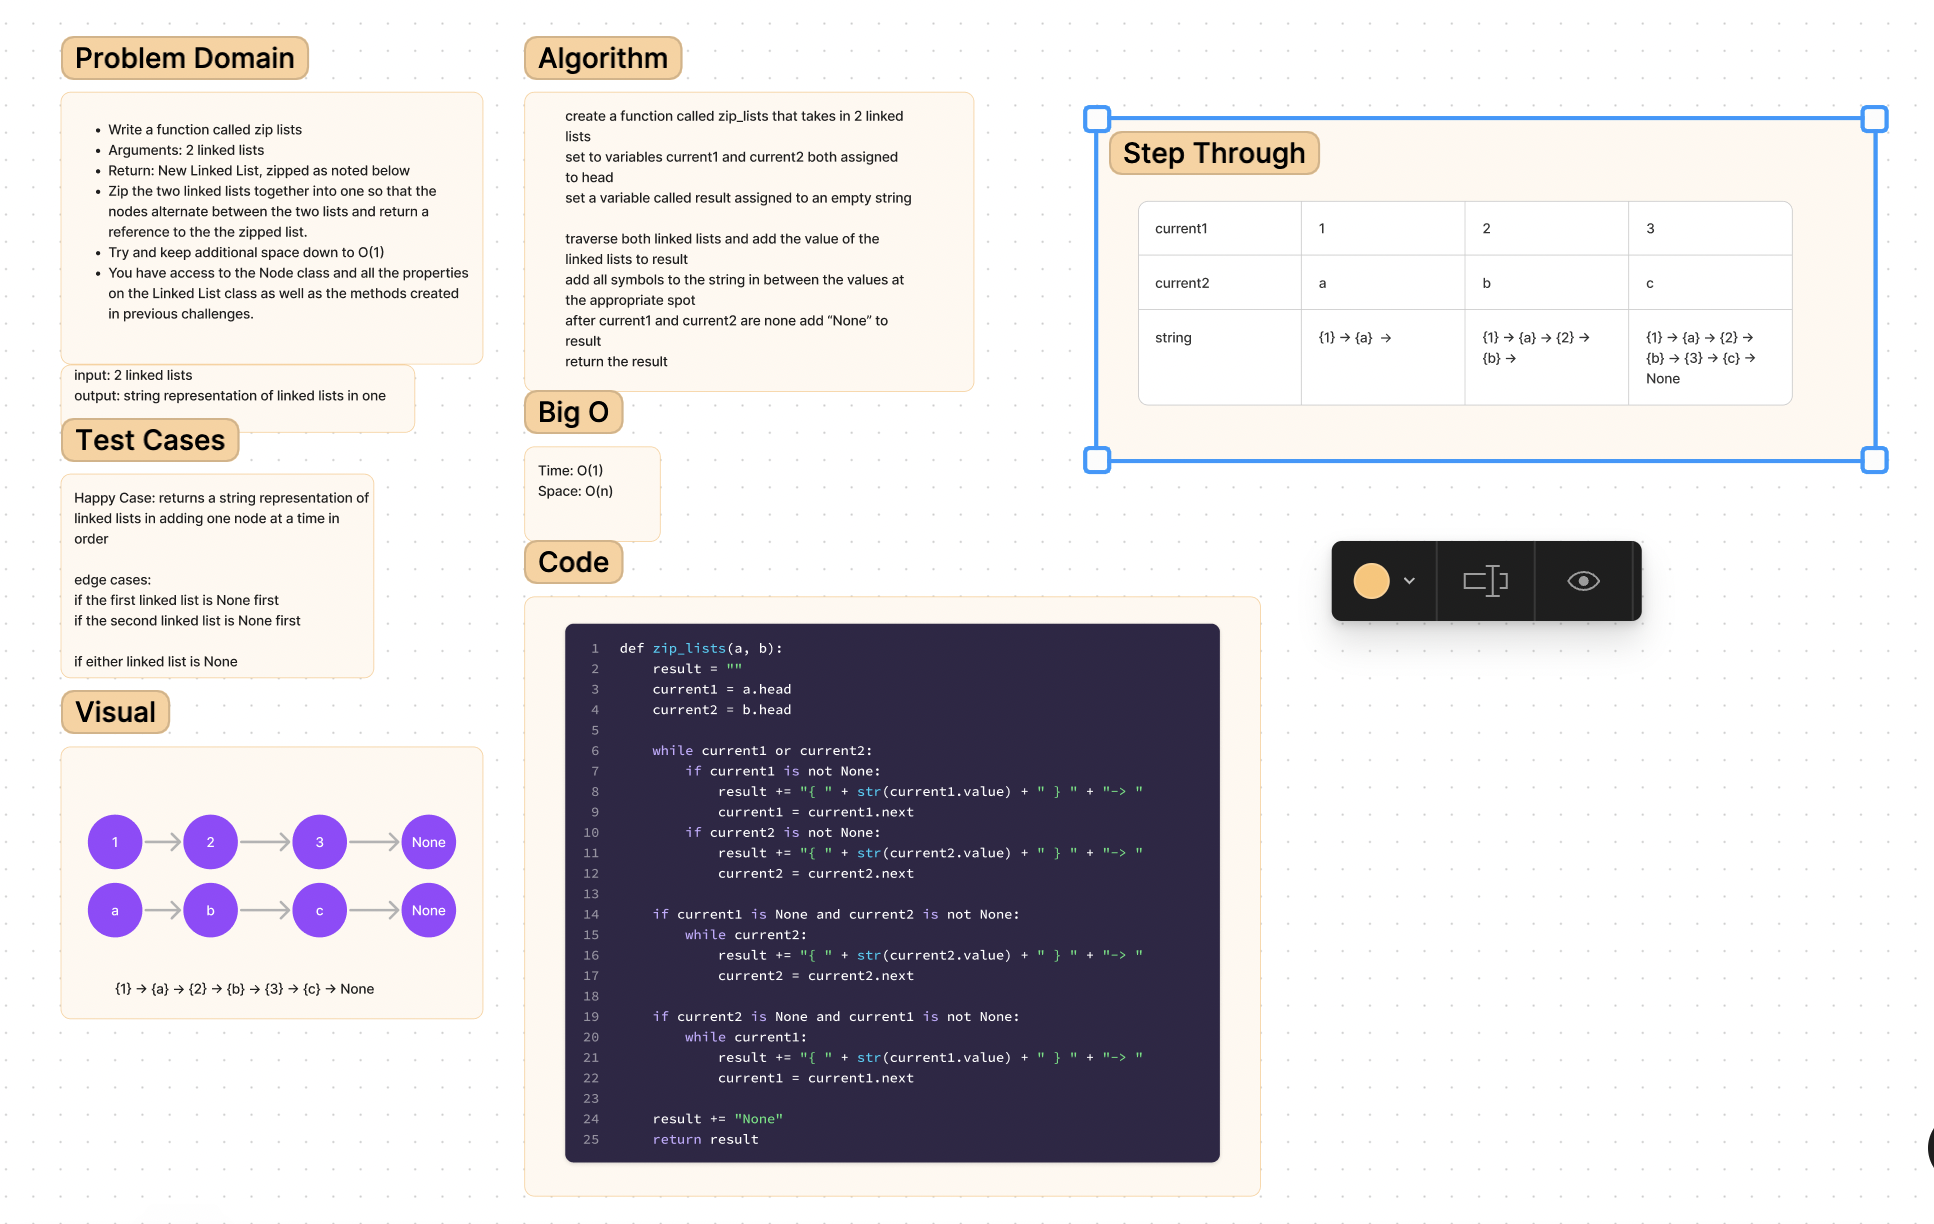 Problem Domain
• Write a function called zip lists
• Arguments: 2 linked lists
• Return: New Linked List, zipped as noted below
• Zip the two linked lists together into one so that the
nodes alternate between the two lists and return a
reference to the the zipped list.
• Try and keep additional space down to O(1)
• You have access to the Node class and all the properties
on the Linked List class as well as the methods created
in previous challenges.
input: 2 linked lists
output: string representation of linked lists in one
Test Cases
Happy Case: returns a string representation of
linked lists in adding one node at a time in
order
edge cases:
if the first linked list is None first
if the second linked list is None first
if either linked list is None
Visual
1 2 3 None
a b c None
{1} → {a} → {2} → {b} → {3} → {c} → None
Algorithm
create a function called zip_lists that takes in 2 linked
lists
set to variables current1 and current2 both assigned
to head
set a variable called result assigned to an empty string
traverse both linked lists and add the value of the
linked lists to result
add all symbols to the string in between the values at
the appropriate spot
after current1 and current2 are none add “None” to
result
return the result
Big O
Time: O(1)
Space: O(n)
Code
1 def zip_lists(a, b):
2     result = ""
3     current1 = a.head
4     current2 = b.head
5
6     while current1 or current2:
7         if current1 is not None:
8             result += "{ " + str(current1.value) + " } " + "-> "
9             current1 = current1.next
10         if current2 is not None:
11             result += "{ " + str(current2.value) + " } " + "-> "
12             current2 = current2.next
13
14     if current1 is None and current2 is not None:
15         while current2:
16             result += "{ " + str(current2.value) + " } " + "-> "
17             current2 = current2.next
18
19     if current2 is None and current1 is not None:
20         while current1:
21             result += "{ " + str(current1.value) + " } " + "-> "
22             current1 = current1.next
23
24     result += "None"
25     return result
Step Through
current1 1 2 3
current2 a b c
string {1} → {a} → {1} → {a} → {2} → {1} → {a} → {2} →
{b} → {b} → {3} → {c} →
None